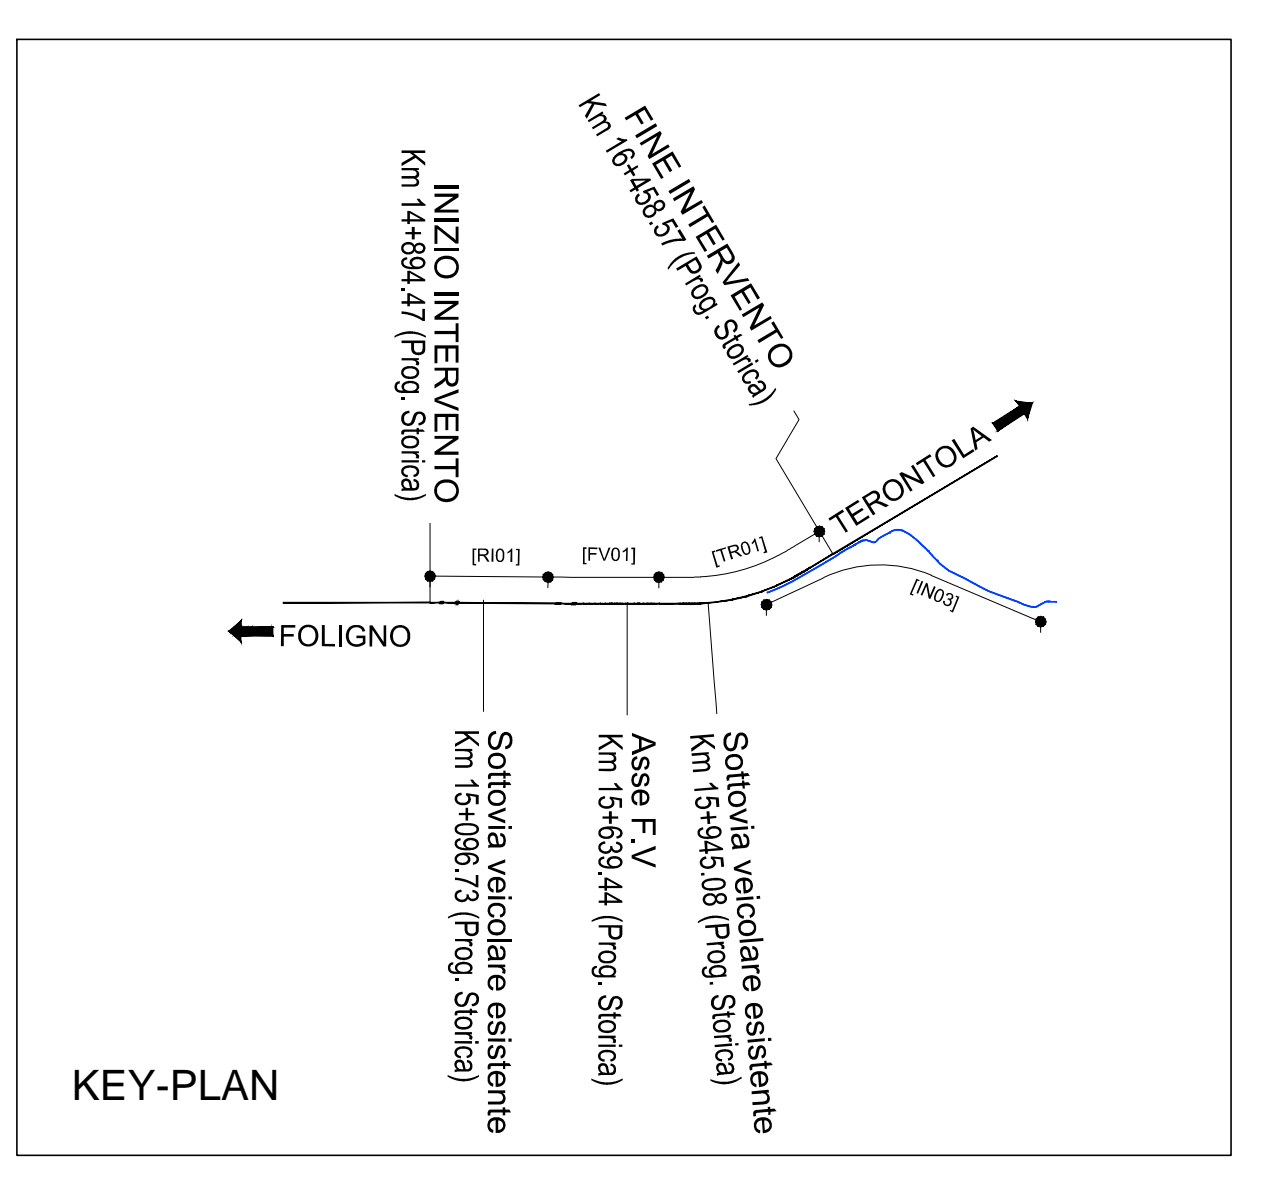 INIZIO INTERVENTO
Km 14+894.47 (Prog. Storica)
FINE INTERVENTO
Km 16+458.57 (Prog. Storica)
TERONTOLA
[RI01]
[FV01]
[TR01]
[IN03]
FOLIGNO
Sottovia veicolare esistente
Km 15+096.73 (Prog. Storica)
Asse F.V
Km 15+639.44 (Prog. Storica)
Sottovia veicolare esistente
Km 15+945.08 (Prog. Storica)
KEY-PLAN